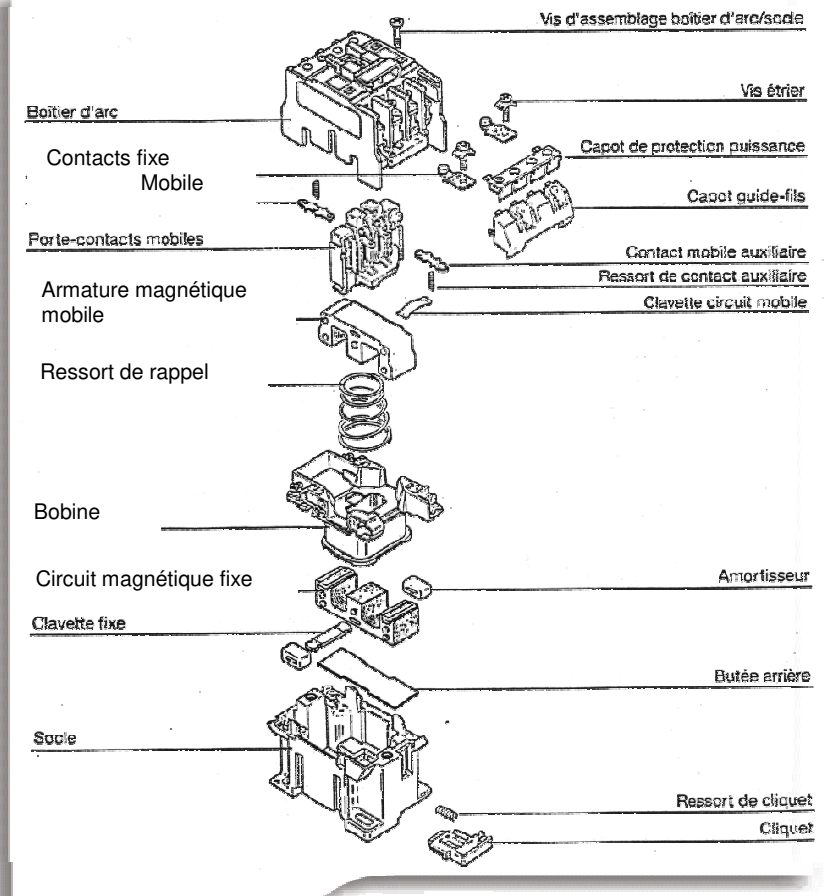 Vis d'assemblage boîtier d'arc/socle
Vis étrier
Boîtier d'arc
Capot de protection puissance
Contacts fixe
Mobile
Capot guide-fils
Porte-contacts mobiles
Contact mobile auxiliaire
Ressort de contact auxiliaire
Armature magnétique
mobile
Clavette circuit mobile
Ressort de rappel
Bobine
Circuit magnétique fixe
Amortisseur
Clavette fixe
Butée arrière
Socle
Ressort de cliquet
Cliquet